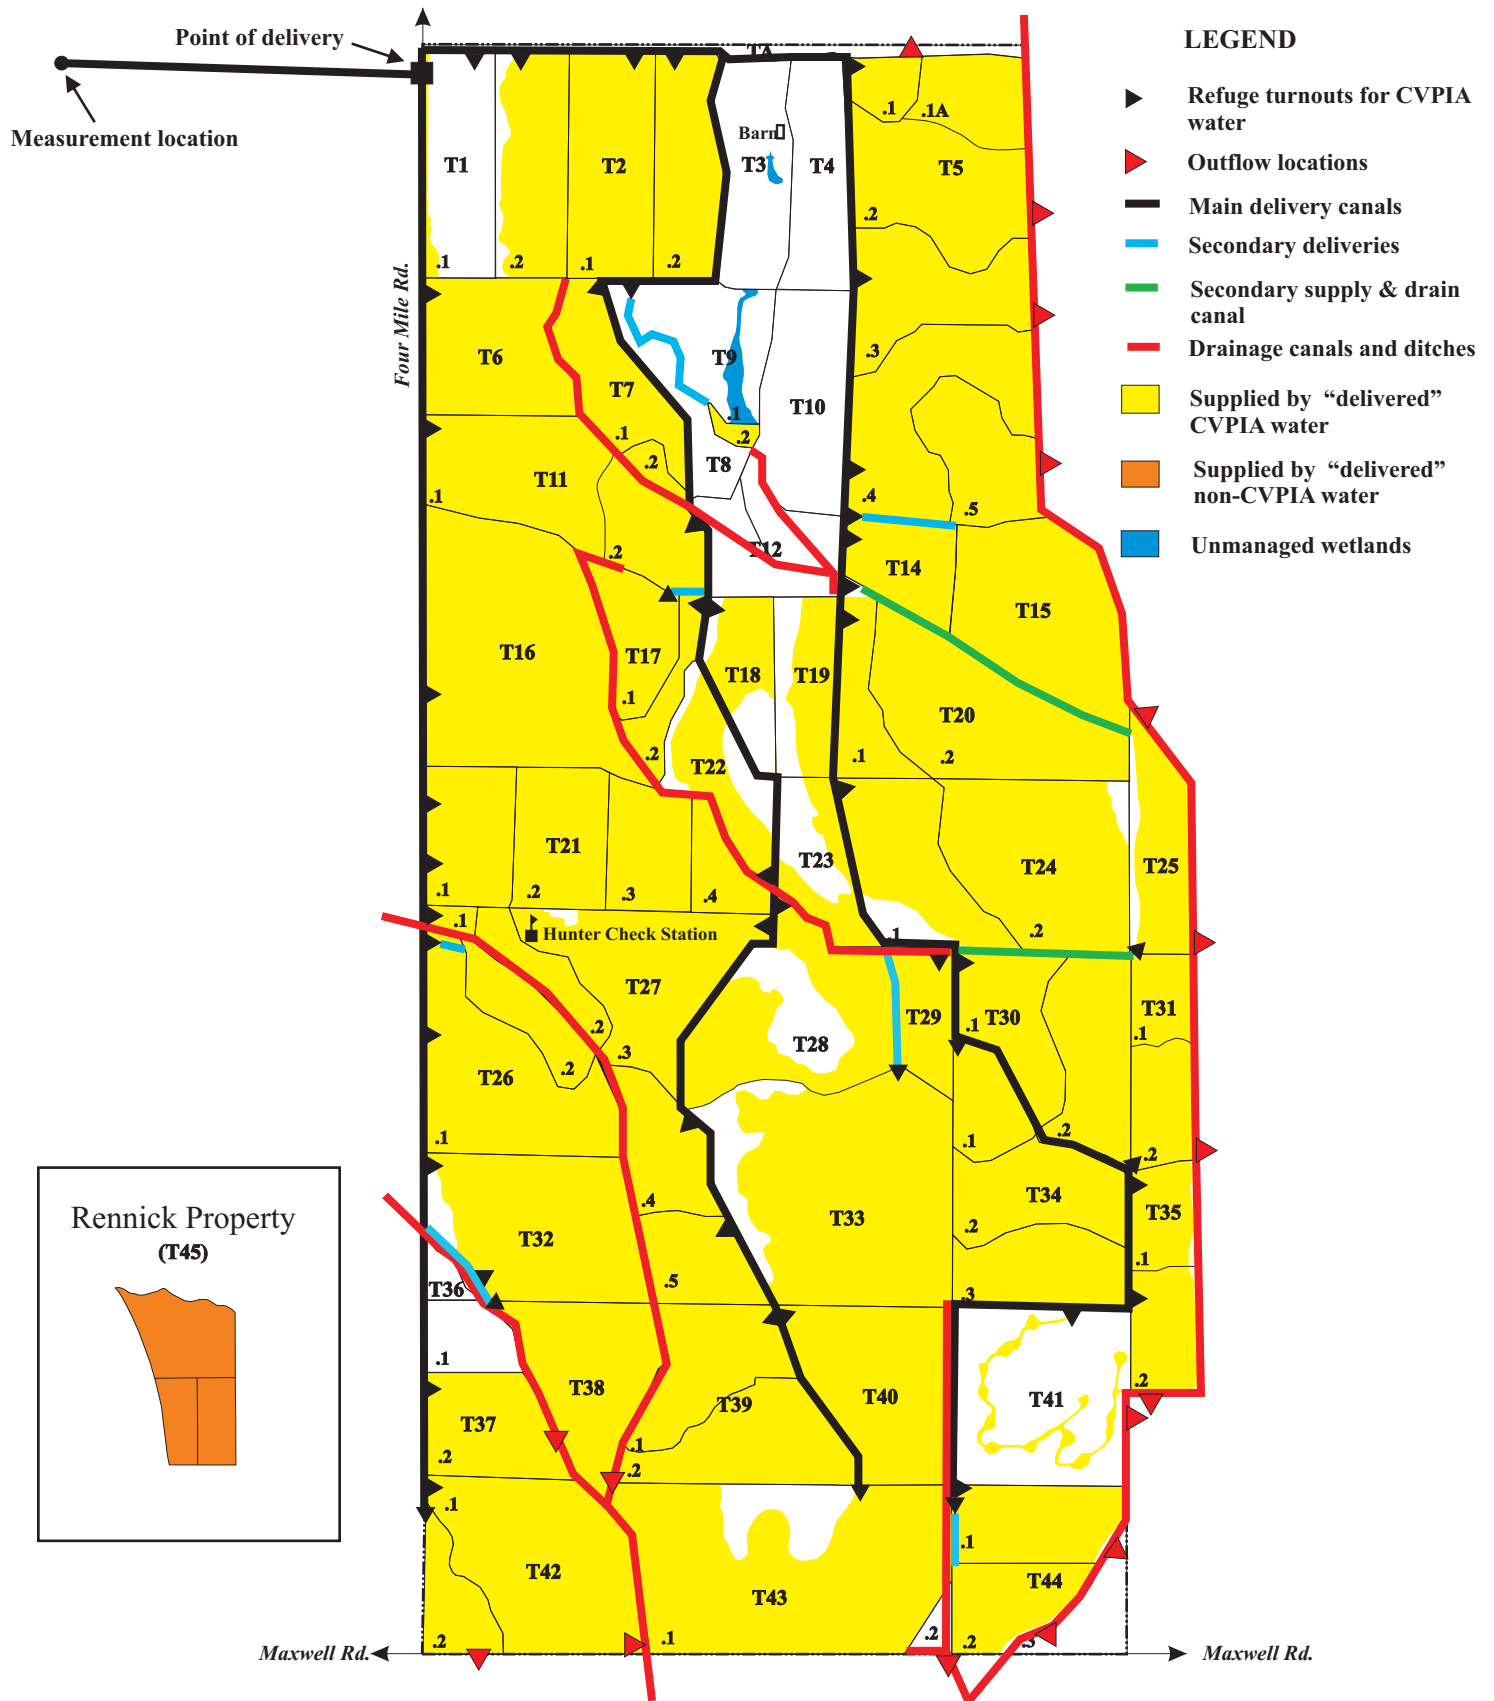 Point of delivery
Measurement location
LEGEND
Refuge turnouts for CVPIA
water
Outflow locations
Main delivery canals
Secondary deliveries
Secondary supply & drain
canal
Drainage canals and ditches
Supplied by “delivered”
CVPIA water
Supplied by “delivered”
non-CVPIA water
Unmanaged wetlands
Four Mile Rd.
TA
.1 .1A
Barn
T1 T2 T3 T4 T5
.2
.1 .2 .1 .2
T6 T9 .3
T7 T10
.1 .1
.2
.2 T8
T11
.1 .4 .5
.2 T12
T14
T15
T16 T17 T18 T19
.1 T20
.2 T22 .1 .2
T21 T23 T24 T25
.1 .2 .3 .4
.1 Hunter Check Station .1 .2
T27
.2 T28 T29 .1 T30 T31
.1
.3
.2
T26
.1 .1 .2 .2
.4 T34
T32 T33 .2 T35
.1
T36 .5 .3
.1
T38 T39 T40 T41 .2
T37
.1
.2 .2
.1
.1
T42 T43 T44
.2 .1 .2 .2 .3
Maxwell Rd.
Maxwell Rd.
Rennick Property
(T45)